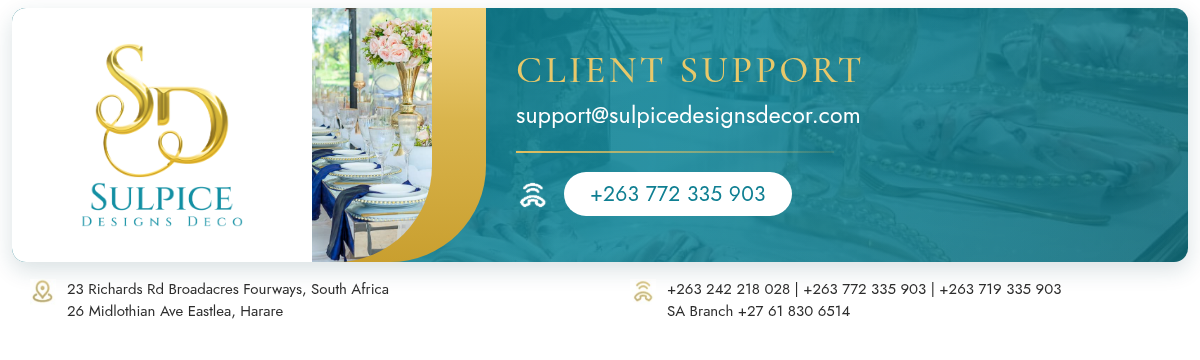 SD
SULPICE
DESIGNS DECO
CLIENT SUPPORT
support@sulpicedesignsdecor.com
+263 772 335 903
23 Richards Rd Broadacres Fourways, South Africa
26 Midlothian Ave Eastlea, Harare
+263 242 218 028 | +263 772 335 903 | +263 719 335 903
SA Branch +27 61 830 6514